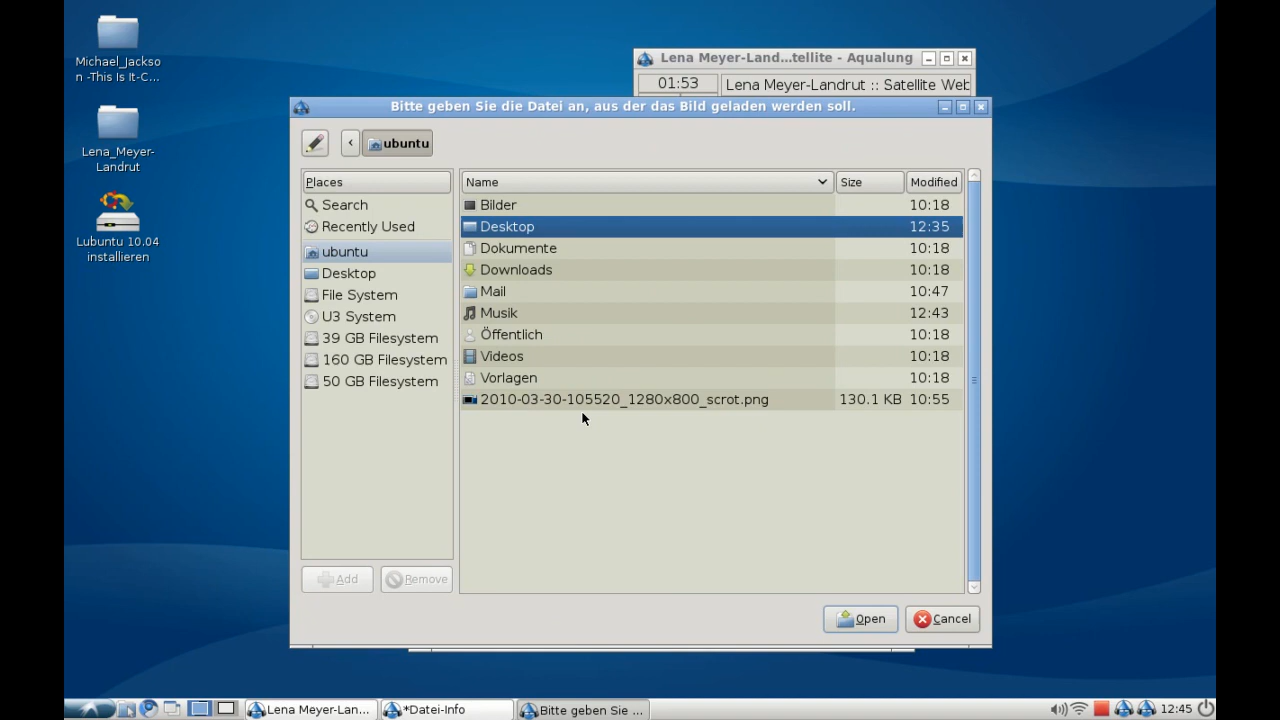 Michael_Jackso
n -This Is It-C...
Lena_Meyer-
Landrut
Lubuntu 10.04
installieren
Lena Meyer-Land...tellite - Aqualung
01:53
Lena Meyer-Landrut :: Satellite Web
Bitte geben Sie die Datei an, aus der das Bild geladen werden soll.
ubuntu
Places
Search
Recently Used
ubuntu
Desktop
File System
U3 System
39 GB Filesystem
160 GB Filesystem
50 GB Filesystem
Add
Remove
Name Size Modified
Bilder 10:18
Desktop 12:35
Dokumente 10:18
Downloads 10:18
Mail 10:47
Musik 12:43
Öffentlich 10:18
Videos 10:18
Vorlagen 10:18
2010-03-30-105520_1280x800_scrot.png 130.1 KB 10:55
Open
Cancel
Lena Meyer-Lan...
*Datei-Info
Bitte geben Sie ...
12:45